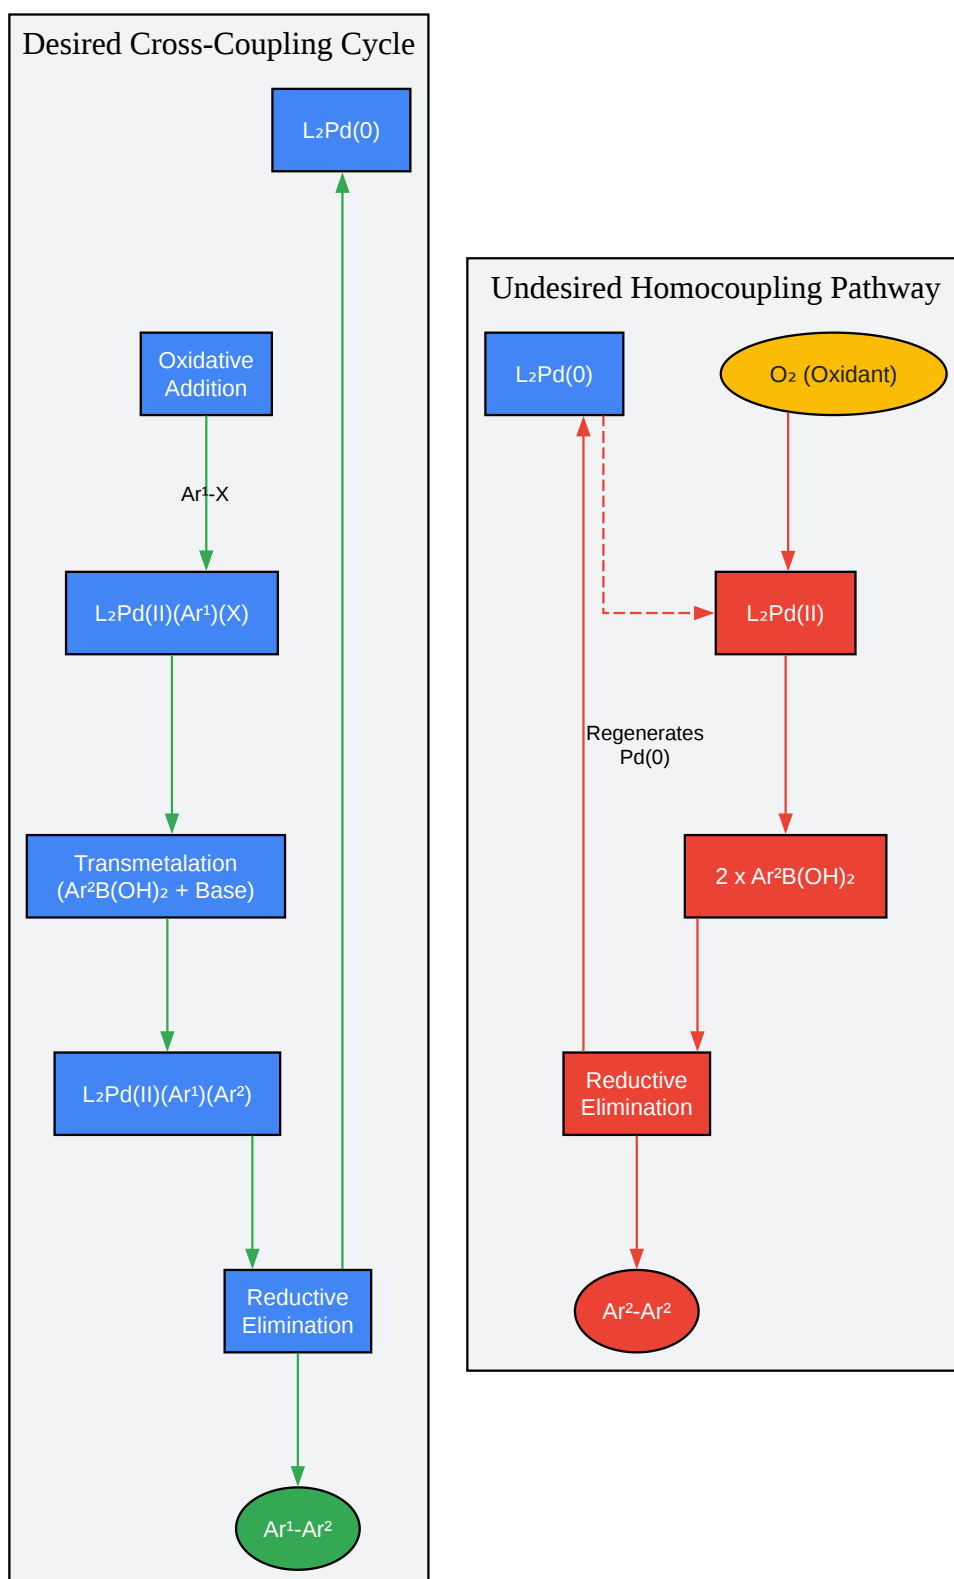 Desired Cross-Coupling Cycle
L₂Pd(0)
Oxidative
Addition
Ar¹-X
L₂Pd(II)(Ar¹)(X)
Transmetalation
(Ar²B(OH)₂ + Base)
L₂Pd(II)(Ar¹)(Ar²)
Reductive
Elimination
Ar¹-Ar²
Undesired Homocoupling Pathway
L₂Pd(0)
O₂ (Oxidant)
L₂Pd(II)
Regenerates
Pd(0)
2 x Ar²B(OH)₂
Reductive
Elimination
Ar²-Ar²